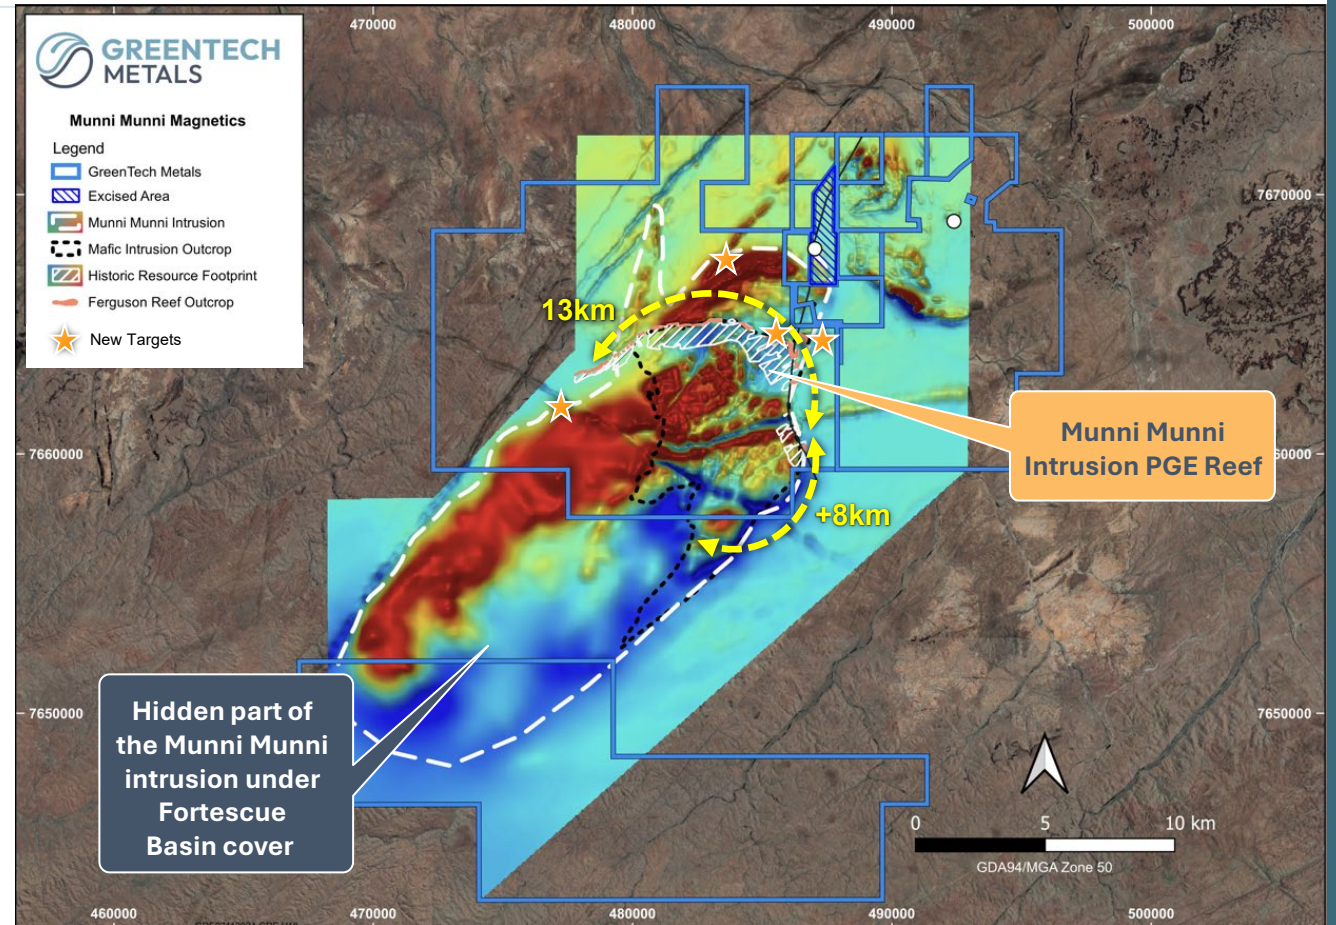 470000
480000
490000
500000
GREENTECH
METALS
Munni Munni Magnetics
Legend
GreenTech Metals
Excised Area
Munni Munni Intrusion
Mafic Intrusion Outcrop
Historic Resource Footprint
Ferguson Reef Outcrop
New Targets
7670000
13km
Munni Munni
Intrusion PGE Reef
7660000
60000
+8km
7650000
7650000
Hidden part of
the Munni Munni
intrusion under
Fortescue
Basin cover
0
5
10 km
GDA94/MGA Zone 50
460000
470000
480000
490000
500000